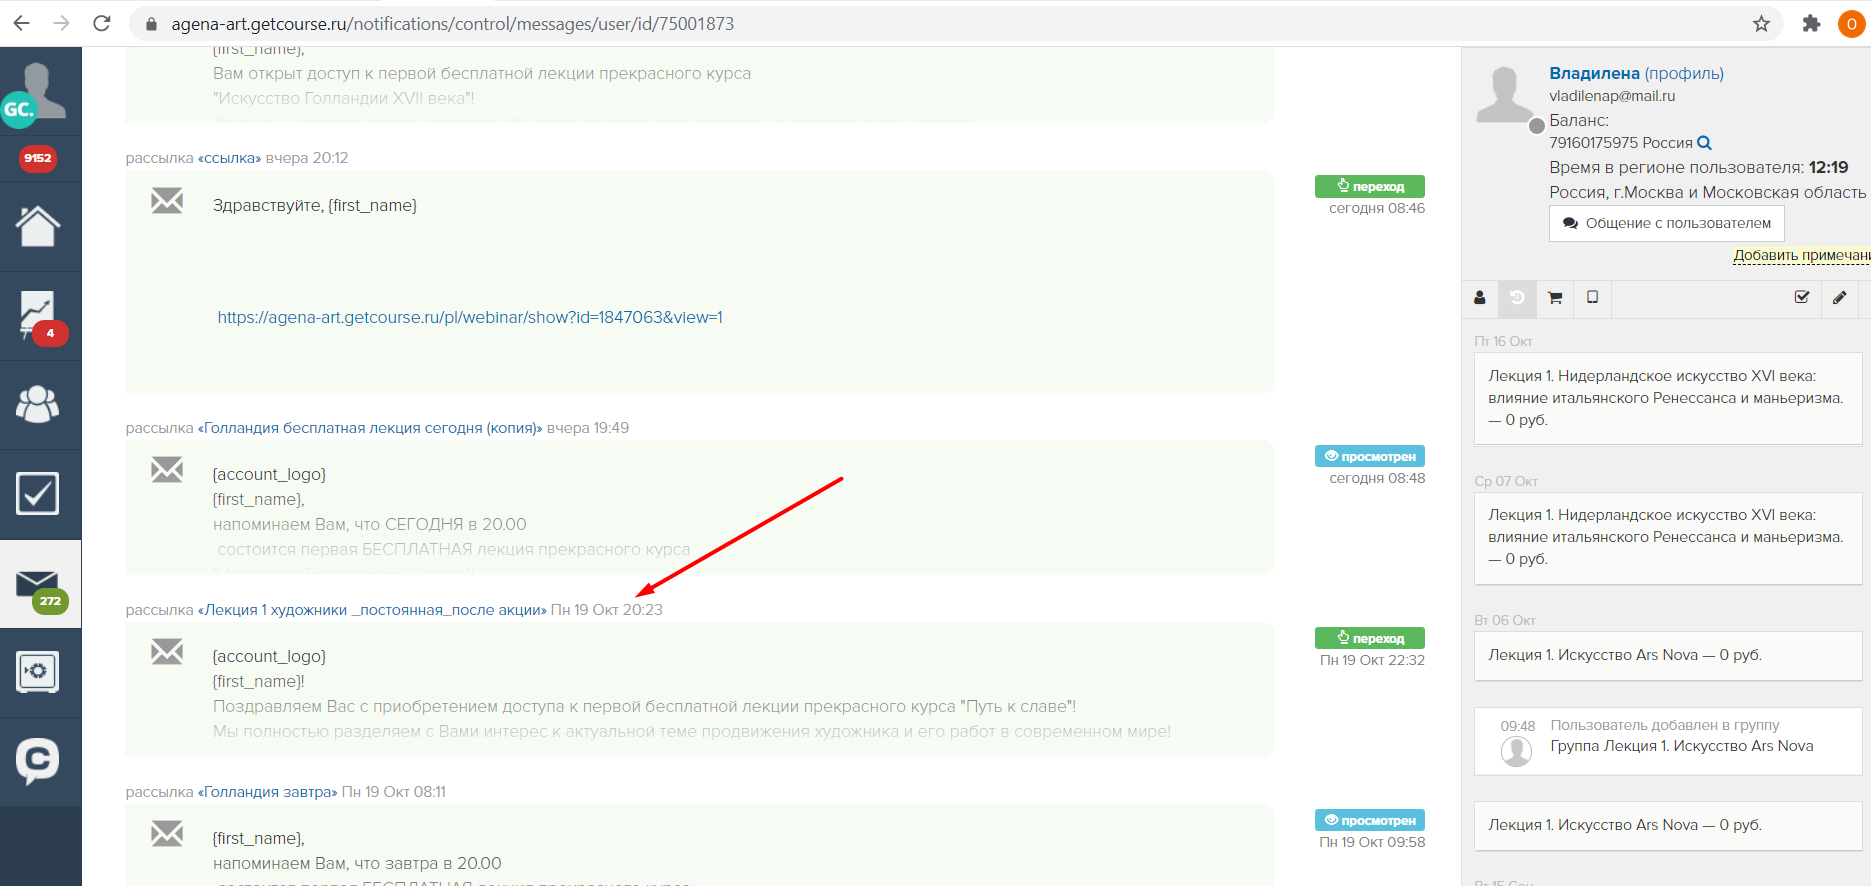 agena-art.getcourse.ru/notifications/control/messages/user/id/75001873
O
GC.
9152
4
272
{first_name},
Вам открыт доступ к первой бесплатной лекции прекрасного курса
"Искусство Голландии XVII века"!
рассылка «ссылка» вчера 20:12
Здравствуйте, {first_name}
https://agena-art.getcourse.ru/pl/webinar/show?id=1847063&view=1
переход
сегодня 08:46
рассылка «Голландия бесплатная лекция сегодня (копия)» вчера 19:49
{account_logo}
{first_name},
напоминаем Вам, что СЕГОДНЯ в 20.00
состоится первая БЕСПЛАТНАЯ лекция прекрасного курса
просмотрен
сегодня 08:48
рассылка «Лекция 1 художники _постоянная_после акции» Пн 19 Окт 20:23
{account_logo}
{first_name}!
Поздравляем Вас с приобретением доступа к первой бесплатной лекции прекрасного курса "Путь к славе"!
Мы полностью разделяем с Вами интерес к актуальной теме продвижения художника и его работ в современном мире!
переход
Пн 19 Окт 22:32
рассылка «Голландия завтра» Пн 19 Окт 08:11
{first_name},
напоминаем Вам, что завтра в 20.00
просмотрен
Пн 19 Окт 09:58
Владилена (профиль)
vladilenap@mail.ru
Баланс:
79160175975 Россия
Время в регионе пользователя: 12:19
Россия, г.Москва и Московская область
Общение с пользователем
Добавить примечани
Пт 16 Окт
Лекция 1. Нидерландское искусство XVI века:
влияние итальянского Ренессанса и маньеризма.
— 0 руб.
Ср 07 Окт
Лекция 1. Нидерландское искусство XVI века:
влияние итальянского Ренессанса и маньеризма.
— 0 руб.
Вт 06 Окт
Лекция 1. Искусство Ars Nova — 0 руб.
09:48 Пользователь добавлен в группу
Группа Лекция 1. Искусство Ars Nova
Лекция 1. Искусство Ars Nova — 0 руб.